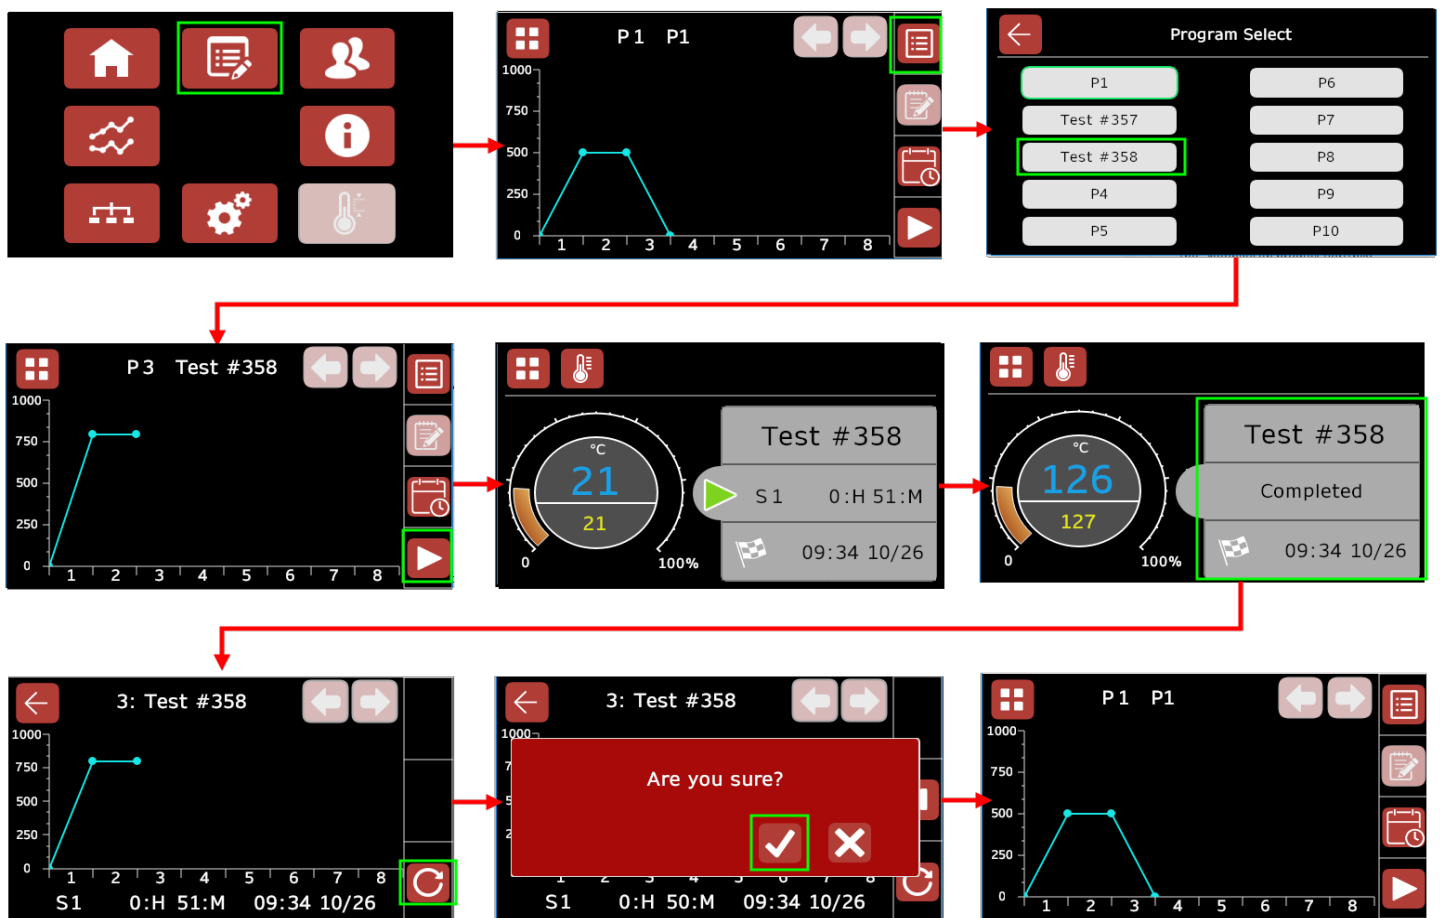 P 1 P1
1000
750
500
250
0
1 2 3 4 5 6 7 8
Program Select
P1 P6
Test #357 P7
Test #358 P8
P4 P9
P5 P10
P 3 Test #358
1000
750
500
250
0
1 2 3 4 5 6 7 8
°C
21
21
0 100%
Test #358
S 1 0:H 51:M
09:34 10/26
°C
126
127
0 100%
Test #358
Completed
09:34 10/26
3: Test #358
1000
750
500
250
0
1 2 3 4 5 6 7 8
S 1 0:H 51:M 09:34 10/26
3: Test #358
1000
Are you sure?
S 1 0:H 50:M 09:34 10/26
P 1 P1
1000
750
500
250
0
1 2 3 4 5 6 7 8